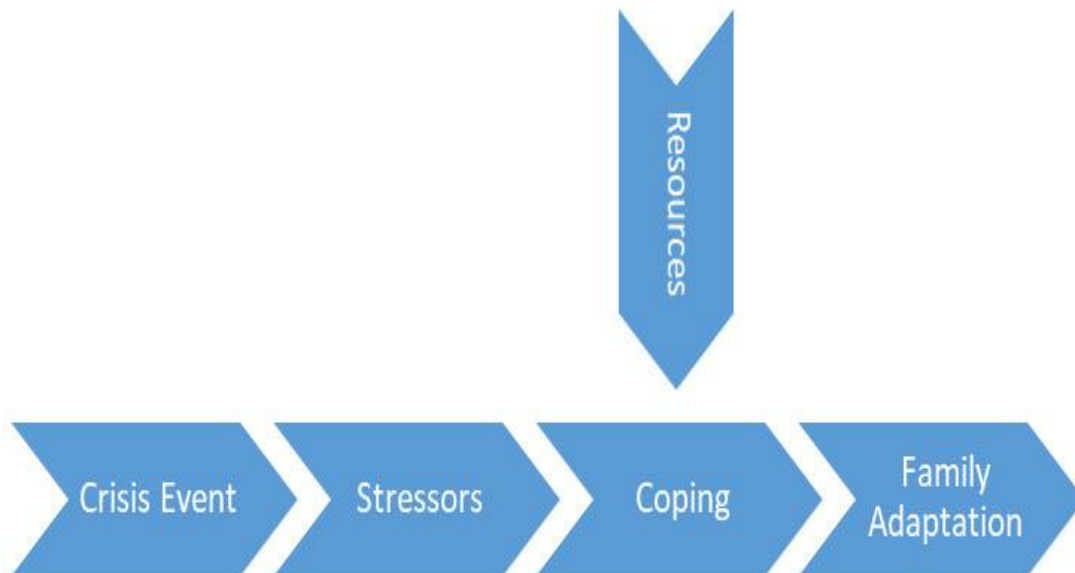 Resources
Crisis Event
Stressors
Coping
Family
Adaptation